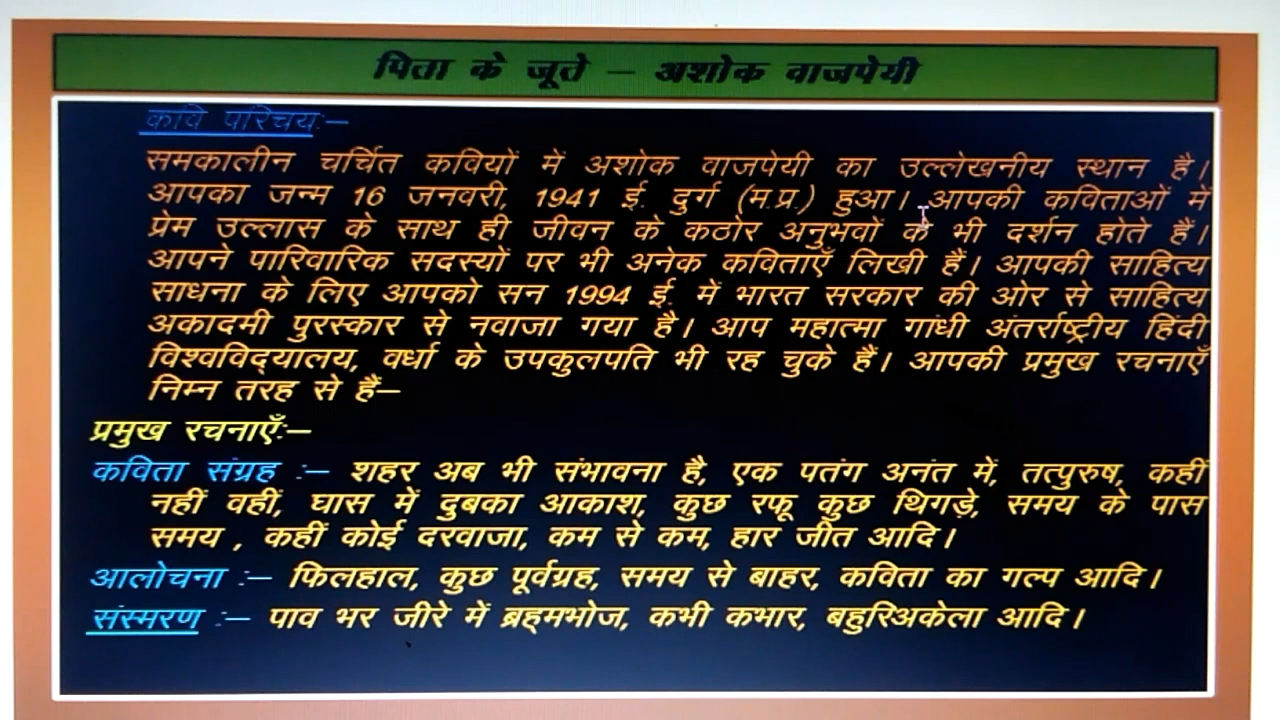 पिता के जूते – अशोक वाजपेयी
कवि परिचय:–
समकालीन चर्चित कवियों में अशोक वाजपेयी का उल्लेखनीय स्थान है।
आपका जन्म 16 जनवरी, 1941 ई. दुर्ग (म.प्र.) हुआ। आपकी कविताओं में
प्रेम उल्लास के साथ ही जीवन के कठोर अनुभवों के भी दर्शन होते हैं।
आपने पारिवारिक सदस्यों पर भी अनेक कविताएँ लिखी हैं। आपकी साहित्य
साधना के लिए आपको सन 1994 ई. में भारत सरकार की ओर से साहित्य
अकादमी पुरस्कार से नवाजा गया है। आप महात्मा गांधी अंतर्राष्ट्रीय हिंदी
विश्वविद्यालय, वर्धा के उपकुलपति भी रह चुके हैं। आपकी प्रमुख रचनाएँ
निम्न तरह से हैं–
प्रमुख रचनाएँ:–
कविता संग्रह :– शहर अब भी संभावना है, एक पतंग अनंत में, तत्पुरुष, कहीं
नहीं वहीं, घास में दुबका आकाश, कुछ रफू कुछ थिगड़े, समय के पास
समय , कहीं कोई दरवाजा, कम से कम, हार जीत आदि।
आलोचना :– फिलहाल, कुछ पूर्वग्रह, समय से बाहर, कविता का गल्प आदि।
संस्मरण :– पाव भर जीरे में ब्रह्मभोज, कभी कभार, बहुरिअकेला आदि।